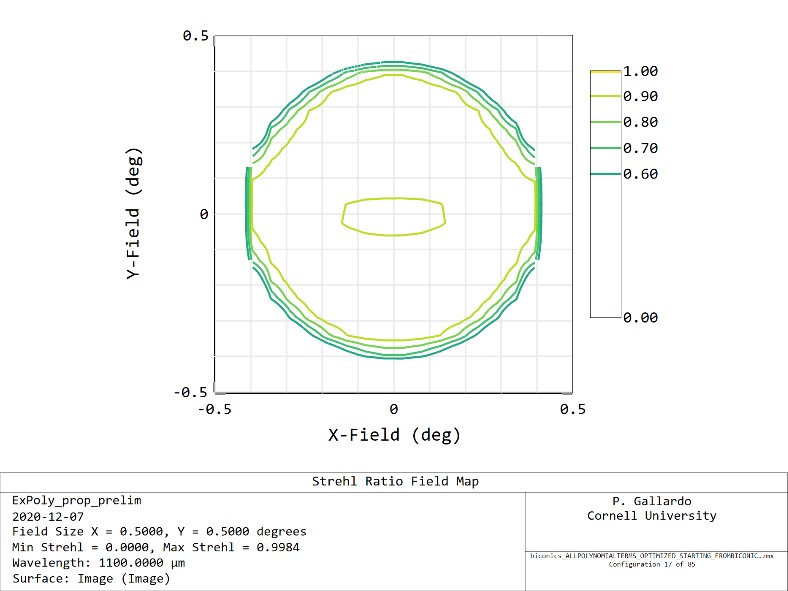 0.5
0
-0.5
-0.5
0
0.5
Y-Field (deg)
X-Field (deg)
1.00
0.90
0.80
0.70
0.60
0.00
Strehl Ratio Field Map
ExPoly_prop_prelim
2020-12-07
Field Size X = 0.5000, Y = 0.5000 degrees
Min Strehl = 0.0000, Max Strehl = 0.9984
Wavelength: 1100.0000 µm
Surface: Image (Image)
P. Gallardo
Cornell University
biconics_ALLPOLYNOMIALTERMS_OPTIMIZED_STARTING_FROMBICONIC.zmx
Configuration 17 of 85